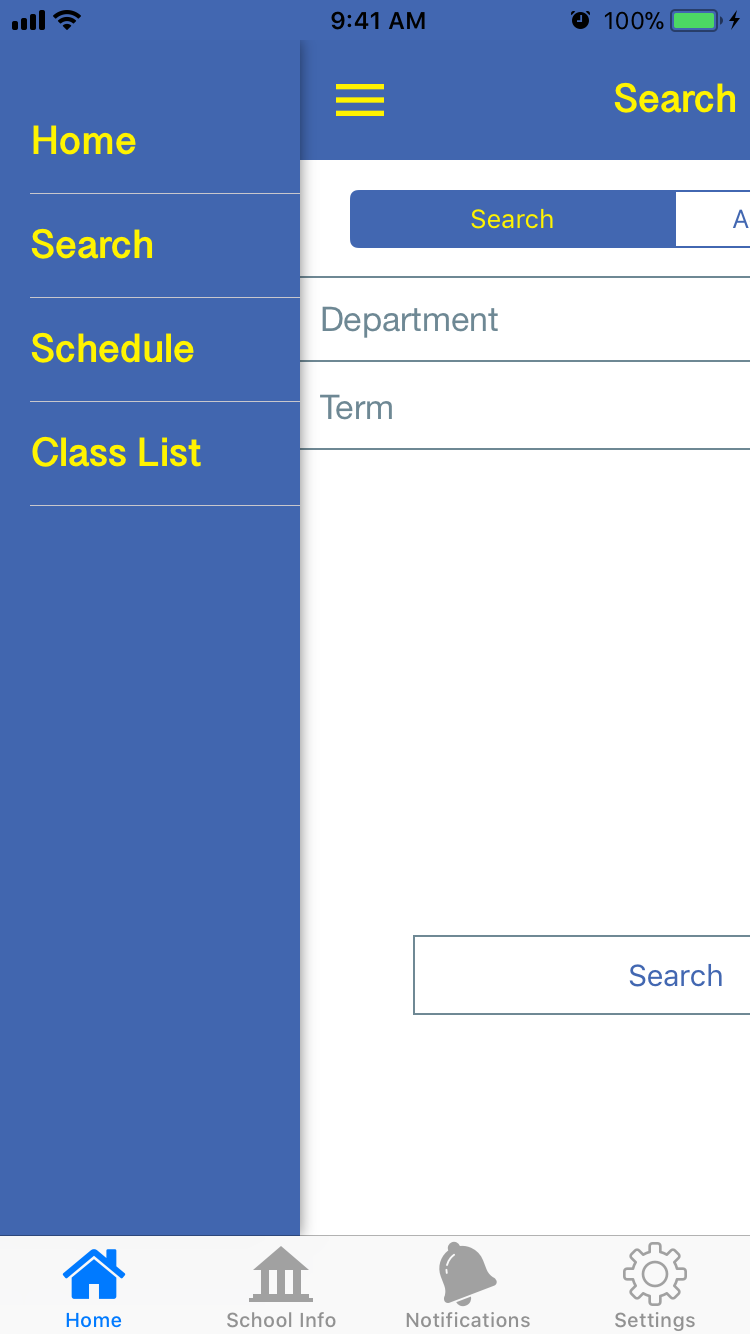 9:41 AM
100%
Home
Search
Schedule
Class List
Search
Search
A
Department
Term
Search
Home
School Info
Notifications
Settings